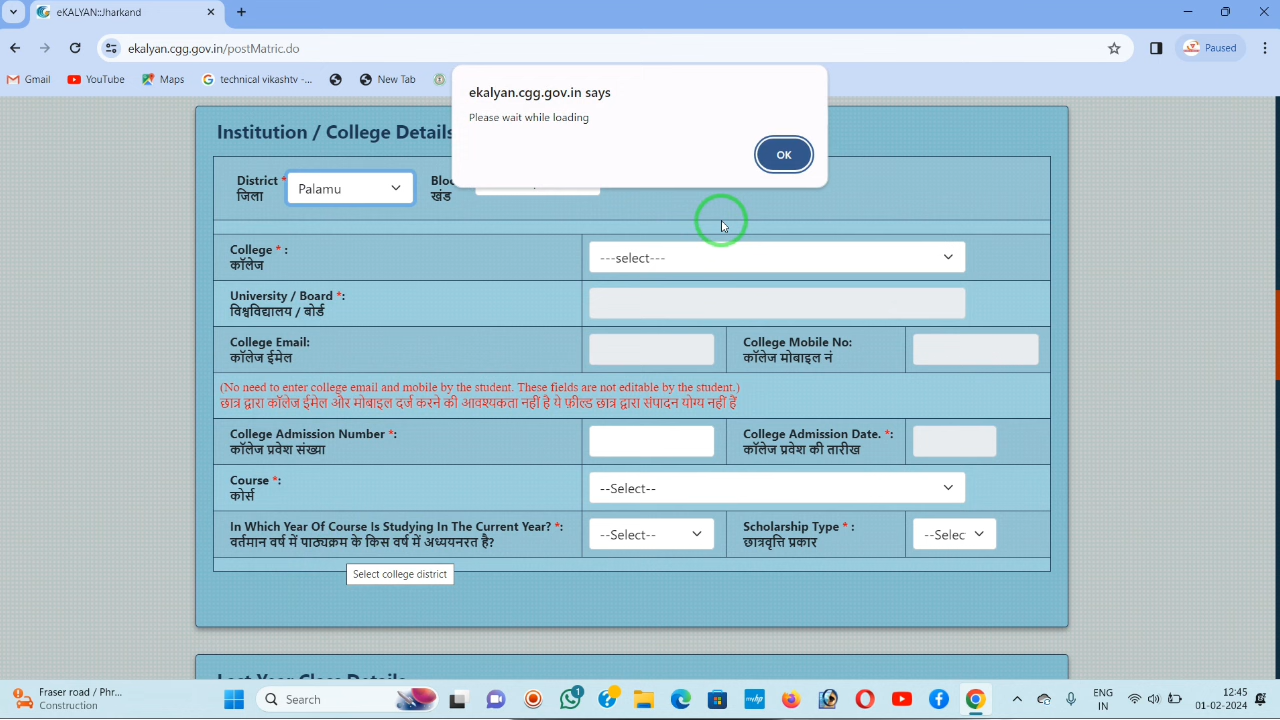 eKALYAN:Jharkand
ekalyan.cgg.gov.in/postMatric.do
Paused
Gmail
YouTube
Maps
technical vikashtv -...
New Tab
ekalyan.cgg.gov.in says
Please wait while loading
OK
Institution / College Details
District *
जिला
Palamu
खंड
College * :
कॉलेज
---select---
University / Board *:
विश्वविद्यालय / बोर्ड
College Email:
कॉलेज ईमेल
College Mobile No:
कॉलेज मोबाइल नं
(No need to enter college email and mobile by the student. These fields are not editable by the student.)
छात्र द्वारा कॉलेज ईमेल और मोबाइल दर्ज करने की आवश्यकता नहीं है ये फ़ील्ड छात्र द्वारा संपादन योग्य नहीं हैं
College Admission Number *:
कॉलेज प्रवेश संख्या
College Admission Date. *:
कॉलेज प्रवेश की तारीख
Course *:
कोर्स
--Select--
In Which Year Of Course Is Studying In The Current Year? *:
वर्तमान वर्ष में पाठ्यक्रम के किस वर्ष में अध्ययनरत है?
--Select--
Scholarship Type * :
छात्रवृत्ति प्रकार
--Selec
Select college district
Fraser road / Phr...
Construction
Search
1
ENG
IN
12:45
01-02-2024